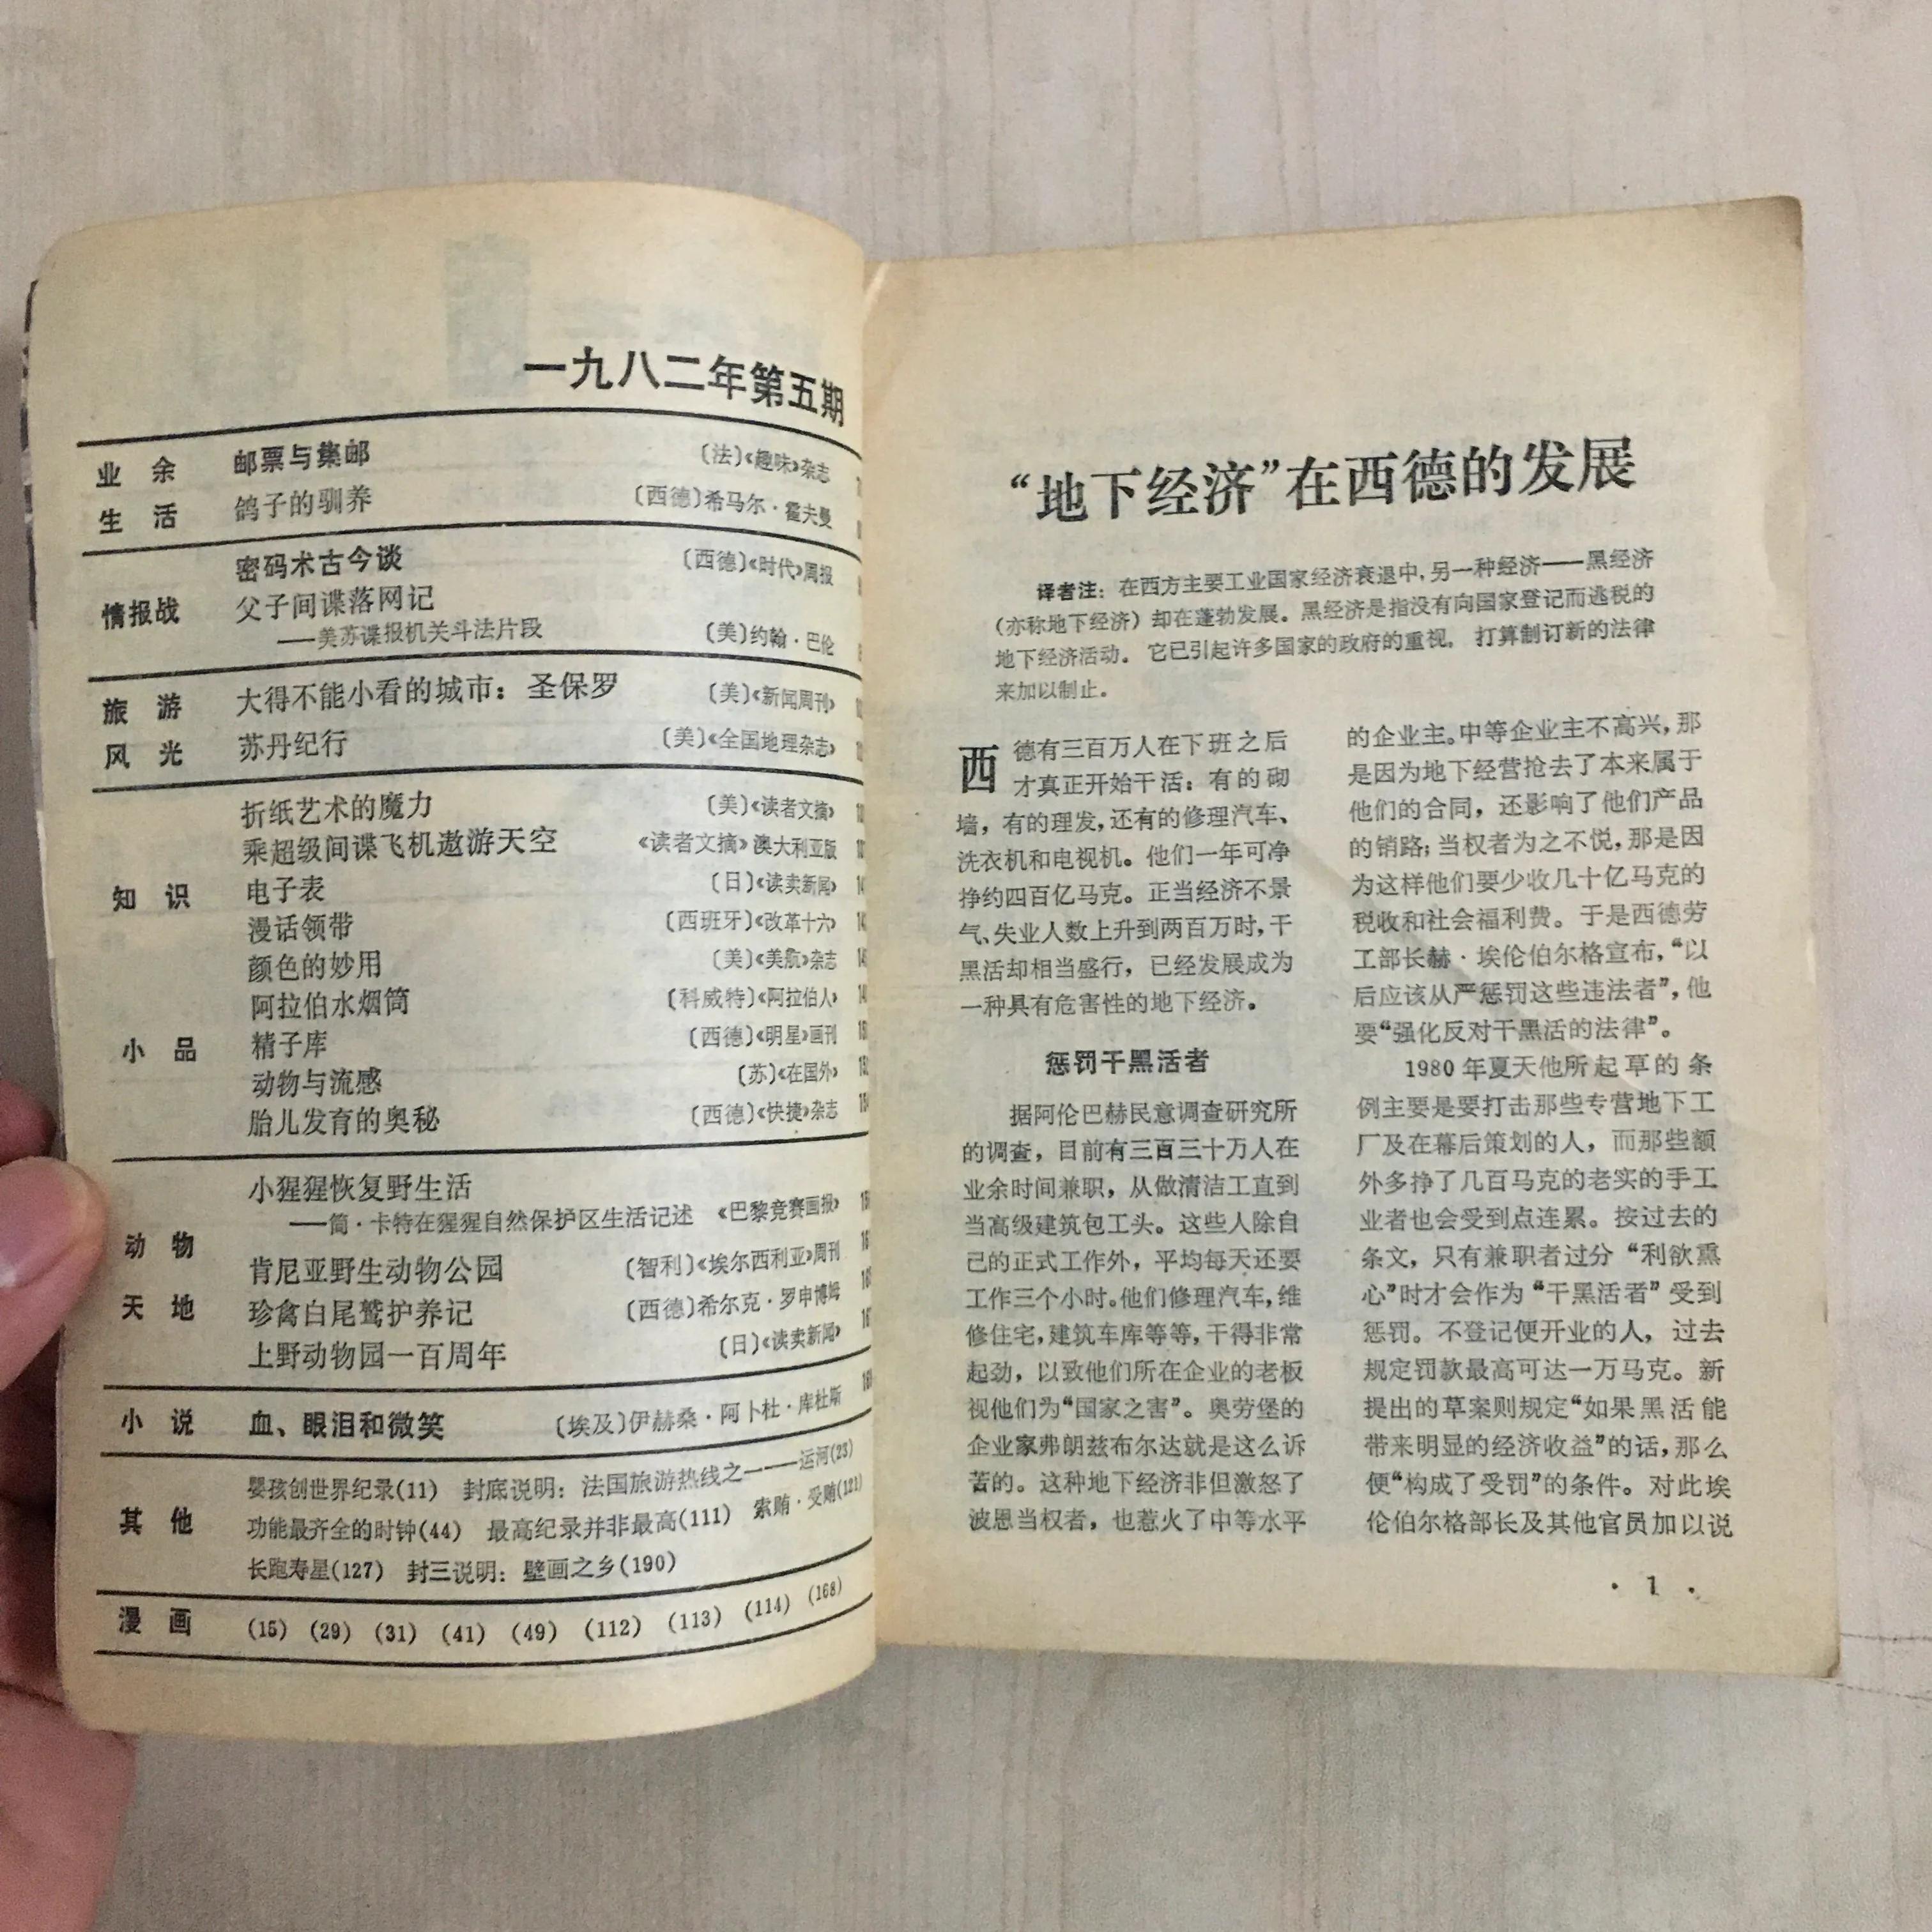 一九八二年第五期
业余 邮票与集邮 〔法〕《趣味》杂志
生活 鸽子的驯养 〔西德〕希马尔·霍夫曼
密码术古今谈 〔西德〕《时代》周报
情报战 父子间谍落网记
——美苏谍报机关斗法片段 〔美〕约翰·巴伦
旅游 大得不能小看的城市：圣保罗 〔美〕《新闻周刊》
风光 苏丹纪行 〔美〕《全国地理杂志》
折纸艺术的魔力 〔美〕《读者文摘》
乘超级间谍飞机遨游天空 《读者文摘》澳大利亚版
知识 电子表 〔日〕《读卖新闻》
漫话领带 〔西班牙〕《改革十六》
颜色的妙用 〔美〕《美航》杂志
阿拉伯水烟筒 〔科威特〕《阿拉伯人》
小品 精子库 〔西德〕《明星》画刊
动物与流感 〔苏〕《在国外》
胎儿发育的奥秘 〔西德〕《快捷》杂志
小猩猩恢复野生活
——简·卡特在猩猩自然保护区生活记述 《巴黎竞赛画报》
动物 肯尼亚野生动物公园 〔智利〕《埃尔西利亚》周刊
天地 珍禽白尾鹫护养记 〔西德〕希尔克·罗申博姆
上野动物园一百周年 〔日〕《读卖新闻》
小说 血、眼泪和微笑 〔埃及〕伊赫桑·阿卜杜·库杜斯
婴孩创世界纪录(11) 封底说明：法国旅游热线之一——运河(23)
其他 功能最齐全的时钟(44) 最高纪录并非最高(111) 索贿·受贿(121)
长跑寿星(127) 封三说明：壁画之乡(190)
漫画 (15) (29) (31) (41) (49) (112) (113) (114) (168)
“地下经济”在西德的发展
译者注：在西方主要工业国家经济衰退中，另一种经济——黑经济
（亦称地下经济）却在蓬勃发展。黑经济是指没有向国家登记而逃税的
地下经济活动。它已引起许多国家的政府的重视，打算制订新的法律
来加以制止。
西德有三百万人在下班之后
才真正开始干活：有的砌
墙，有的理发，还有的修理汽车、
洗衣机和电视机。他们一年可净
挣约四百亿马克。正当经济不景
气、失业人数上升到两百万时，干
黑活却相当盛行，已经发展成为
一种具有危害性的地下经济。
惩罚干黑活者
据阿伦巴赫民意调查研究所
的调查，目前有三百三十万人在
业余时间兼职，从做清洁工直到
当高级建筑包工头。这些人除自
己的正式工作外，平均每天还要
工作三个小时。他们修理汽车，维
修住宅，建筑车库等等，干得非常
起劲，以致他们所在企业的老板
视他们为“国家之害”。奥劳堡的
企业家弗朗兹布尔达就是这么诉
苦的。这种地下经济非但激怒了
波恩当权者，也惹火了中等水平
的企业主。中等企业主不高兴，那
是因为地下经营抢去了本来属于
他们的合同，还影响了他们产品
的销路；当权者为之不悦，那是因
为这样他们要少收几十亿马克的
税收和社会福利费。于是西德劳
工部长赫·埃伦伯尔格宣布，“以
后应该从严惩罚这些违法者”，他
要“强化反对干黑活的法律”。
1980年夏天他所起草的条
例主要是要打击那些专营地下工
厂及在幕后策划的人，而那些额
外多挣了几百马克的老实的手工
业者也会受到点连累。按过去的
条文，只有兼职者过分“利欲熏
心”时才会作为“干黑活者”受到
惩罚。不登记便开业的人，过去
规定罚款最高可达一万马克。新
提出的草案则规定“如果黑活能
带来明显的经济收益”的话，那么
便“构成了受罚”的条件。对此埃
伦伯尔格部长及其他官员加以说
·1·